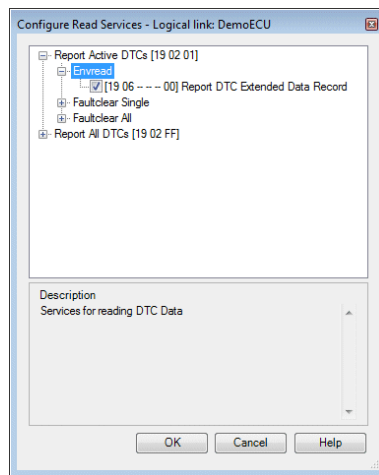 Configure Read Services - Logical link: DemoECU
Report Active DTCs [19 02 01]
Envread
[19 06 -- -- -- 00] Report DTC Extended Data Record
Faultclear Single
Faultclear All
Report All DTCs [19 02 FF]
Description
Services for reading DTC Data
OK Cancel Help